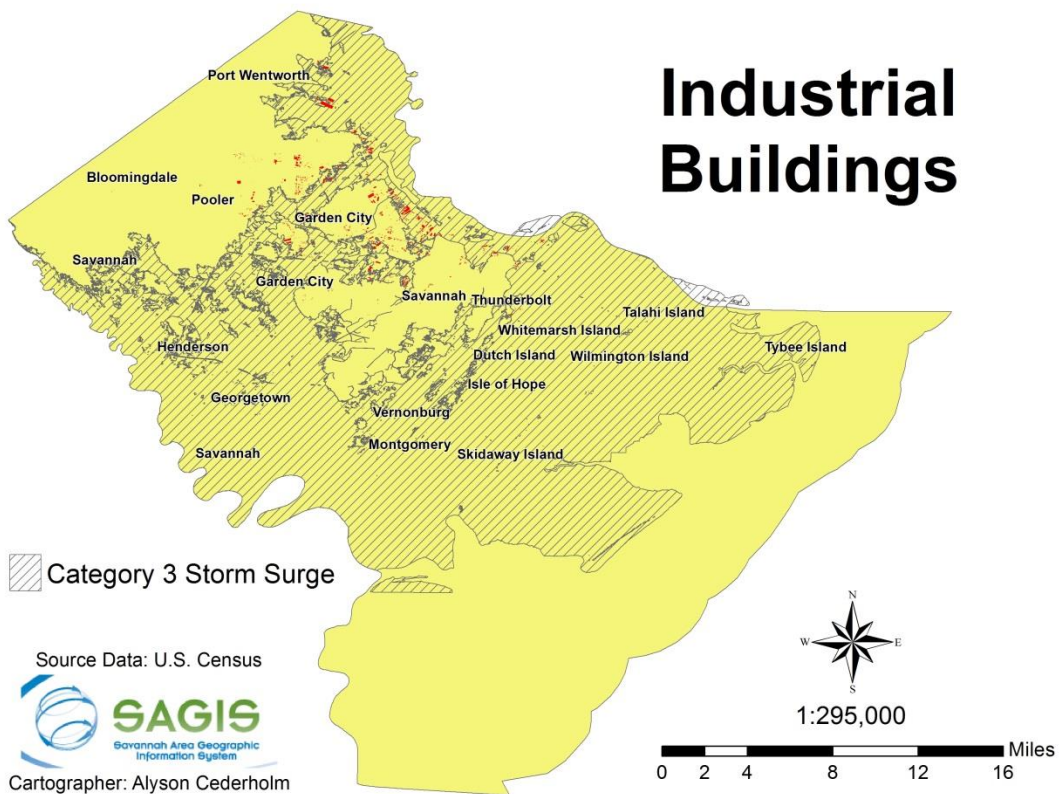 Industrial
Buildings
Port Wentworth
Bloomingdale
Pooler
Garden City
Savannah
Garden City
Savannah
Thunderbolt
Talahi Island
Whitemarsh Island
Henderson
Dutch Island
Wilmington Island
Tybee Island
Isle of Hope
Georgetown
Vernonburg
Montgomery
Savannah
Skidaway Island
Category 3 Storm Surge
Source Data: U.S. Census
SAGIS
Savannah Area Geographic
Information System
Cartographer: Alyson Cederholm
N
W E
S
1:295,000
Miles
0 2 4 8 12 16